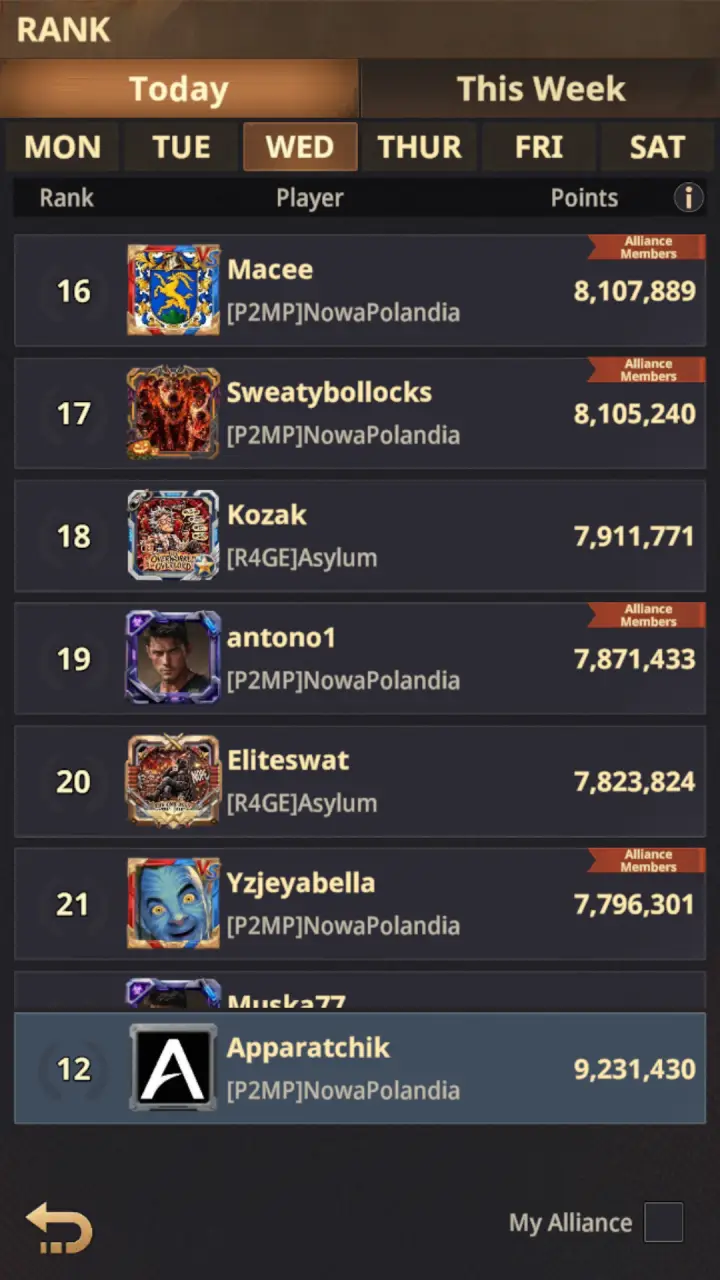 RANK
Today
This Week
MON TUE WED THUR FRI SAT
Rank Player Points i
Alliance
Members
16 Macee 8,107,889
[P2MP]NowaPolandia
Alliance
Members
17 Sweatybollocks 8,105,240
[P2MP]NowaPolandia
18 Kozak 7,911,771
[R4GE]Asylum
Alliance
Members
19 antono1 7,871,433
[P2MP]NowaPolandia
20 Eliteswat 7,823,824
NOPE
[R4GE]Asylum
Alliance
Members
VS
21 Yzjeyabella 7,796,301
[P2MP]NowaPolandia
Muska77
12 Apparatchik 9,231,430
[P2MP]NowaPolandia
My Alliance